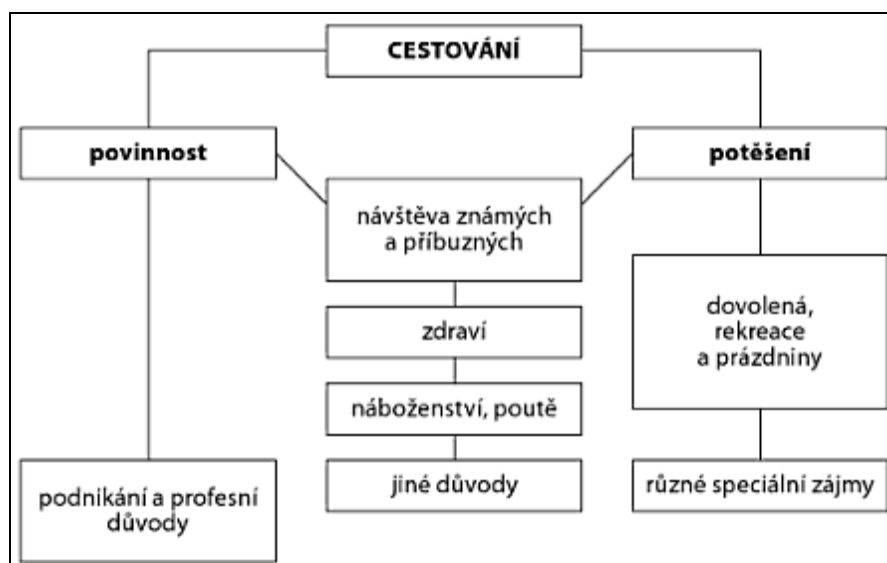 CESTOVÁNÍ
povinnost
potěšení
návštěva známých
a příbuzných
dovolená,
rekreace
a prázdniny
zdraví
náboženství, poutě
jiné důvody
různé speciální zájmy
podnikání a profesní
důvody